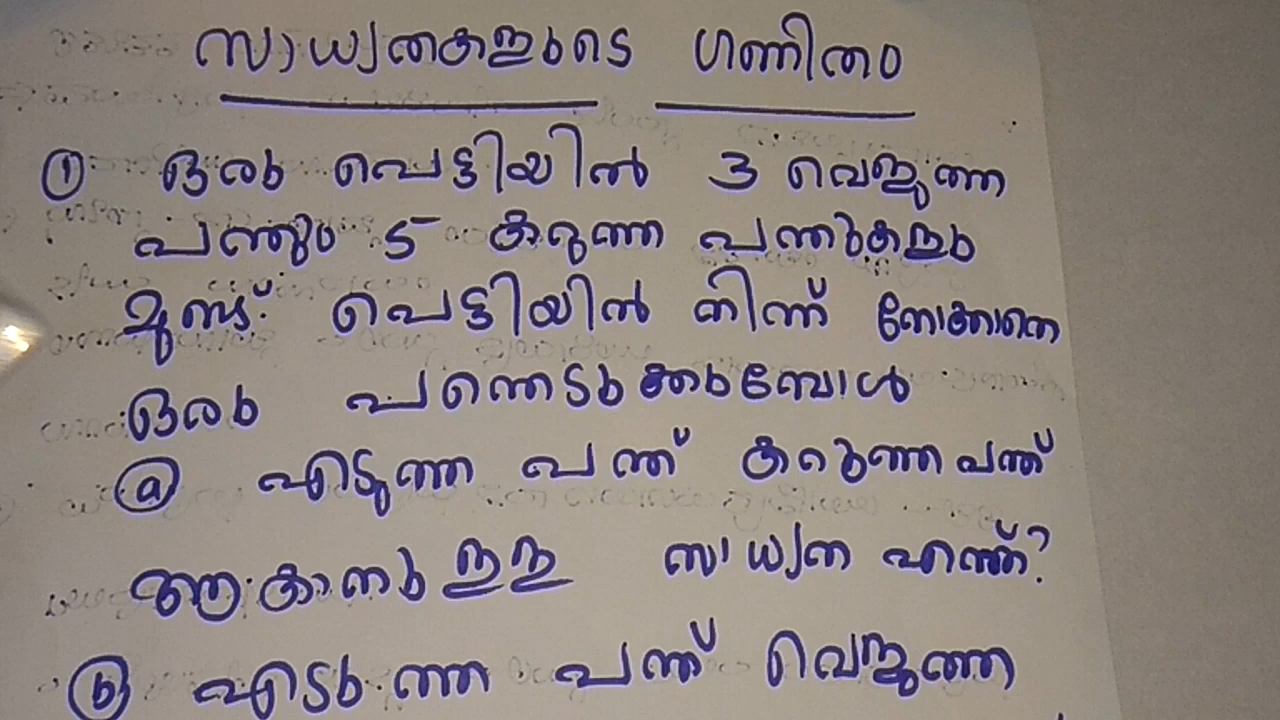 സാധ്യതകളുടെ ഗണിതം
① ഒരു പെട്ടിയിൽ 3 വെളുത്ത
പന്തും 5 കറുത്ത പന്തുകളും
മുണ്ട്. പെട്ടിയിൽ നിന്ന് നോക്കാതെ
ഒരു പന്തെടുക്കുമ്പോൾ
ⓐ എടുത്ത പന്ത് കറുത്ത പന്ത്
ആകാനുള്ള സാധ്യത എന്ത്?
ⓑ എടുത്ത പന്ത് വെളുത്ത